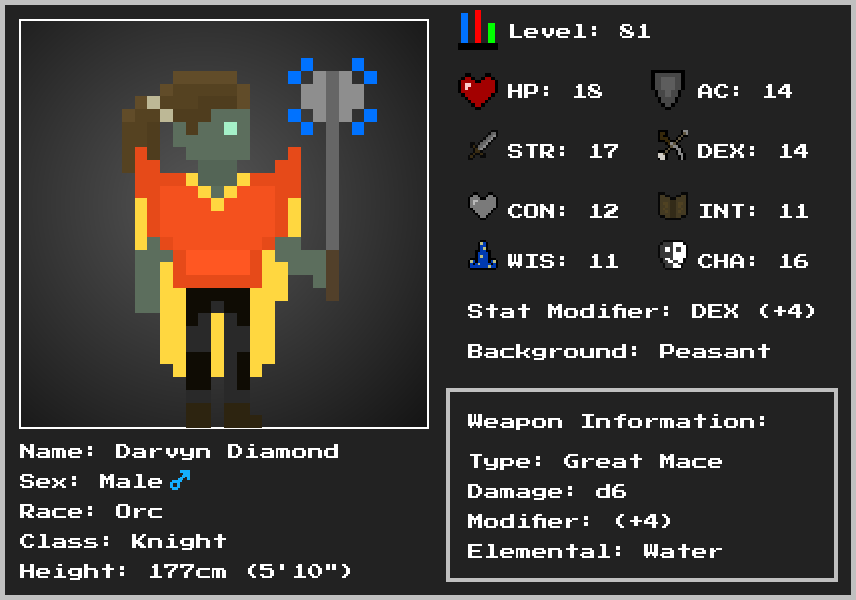 Level: 81
HP: 18
AC: 14
STR: 17
DEX: 14
CON: 12
INT: 11
WIS: 11
CHA: 16
Stat Modifier: DEX (+4)
Background: Peasant
Name: Darvyn Diamond
Sex: Male♂
Race: Orc
Class: Knight
Height: 177cm (5'10")
Weapon Information:
Type: Great Mace
Damage: d6
Modifier: (+4)
Elemental: Water